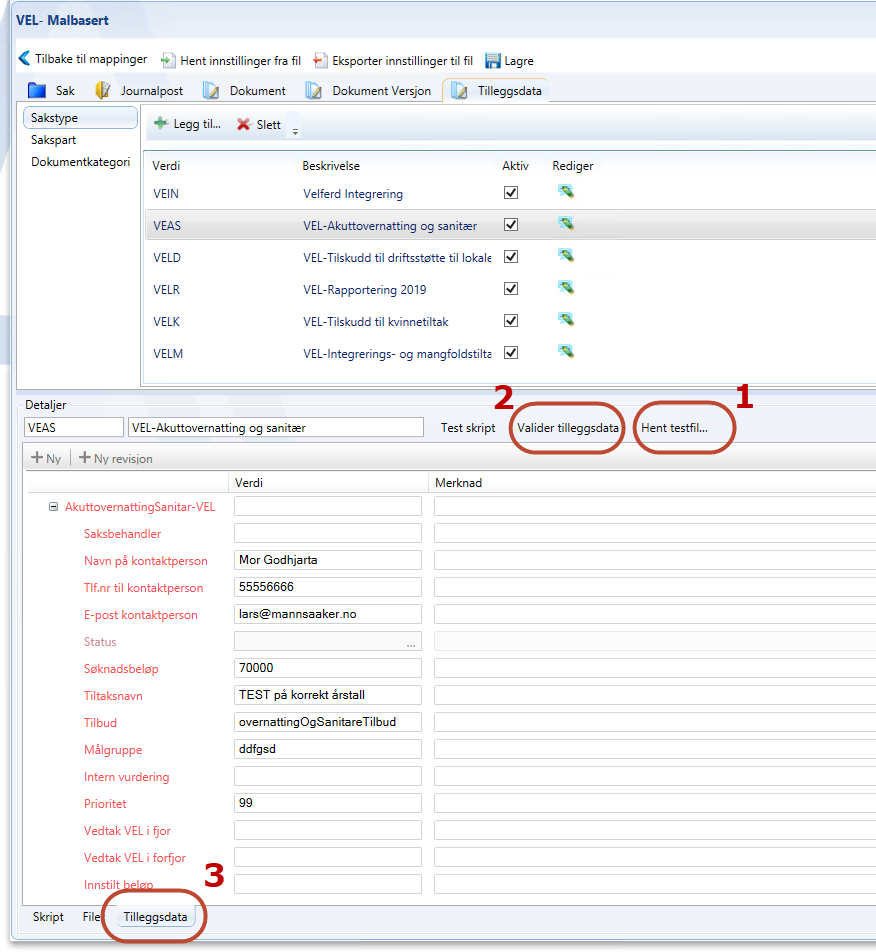 VEL- Malbasert
Tilbake til mappinger Hent innstillinger fra fil Eksporter innstillinger til fil Lagre
Sak Journalpost Dokument Dokument Versjon Tilleggsdata
Sakstype
Sakspart
Dokumentkategori
Legg til... Slett
Verdi Beskrivelse Aktiv Rediger
VEIN Velferd Integrering
VEAS VEL-Akuttovernatting og sanitær
VELD VEL-Tilskudd til driftsstøtte til lokale
VELR VEL-Rapportering 2019
VELK VEL-Tilskudd til kvinnetiltak
VELM VEL-Integrerings- og mangfoldstilta
Detaljer 2 1
VEAS VEL-Akuttovernatting og sanitær Test skript Valider tilleggsdata Hent testfil...
Ny Ny revisjon
Verdi Merknad
AkuttovernattingSanitar-VEL
Saksbehandler
Navn på kontaktperson Mor Godhjarta
Tlf.nr til kontaktperson 55556666
E-post kontaktperson lars@mannsaaker.no
Status ...
Søknadsbeløp 70000
Tiltaksnavn TEST på korrekt årstall
Tilbud overnattingOgSanitareTilbud
Målgruppe ddfgsd
Intern vurdering
Prioritet 99
Vedtak VEL i fjor
Vedtak VEL i forfjor
Innstilt beløp 3
Skript File Tilleggsdata